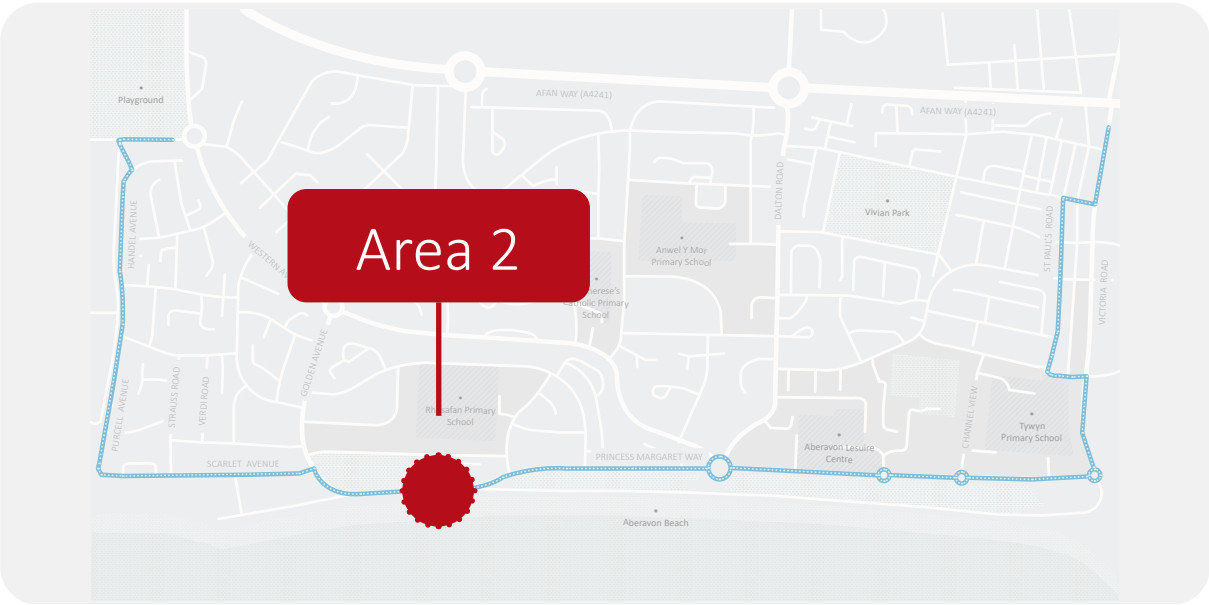 AFAN WAY (A4241)
Playground
AFAN WAY (A4241)
DALTON ROAD
HANDEL AVENUE
Vivian Park
ST PAUL'S ROAD
WESTERN AV
Area 2
Anwel Y Mor
Primary School
VICTORIA ROAD
Catholic Primary
School
GOLDEN AVENUE
PURCELL AVENUE
STRAUSS ROAD
VERDI ROAD
Primary
School
CHANNEL VIEW
Tywyn
Primary School
Aberavon Lesuire
Centre
PRINCESS MARGARET WAY
SCARLET AVENUE
Aberavon Beach